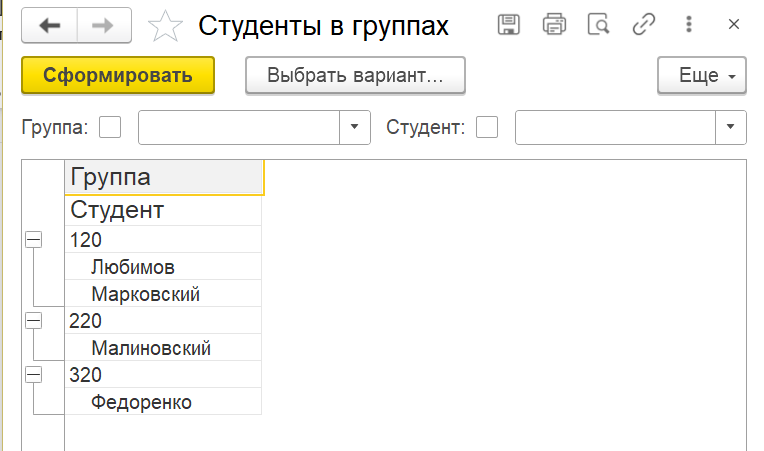 Студенты в группах
Сформировать Выбрать вариант... Еще
Группа: Студент:
Группа
Студент
120
Любимов
Марковский
220
Малиновский
320
Федоренко